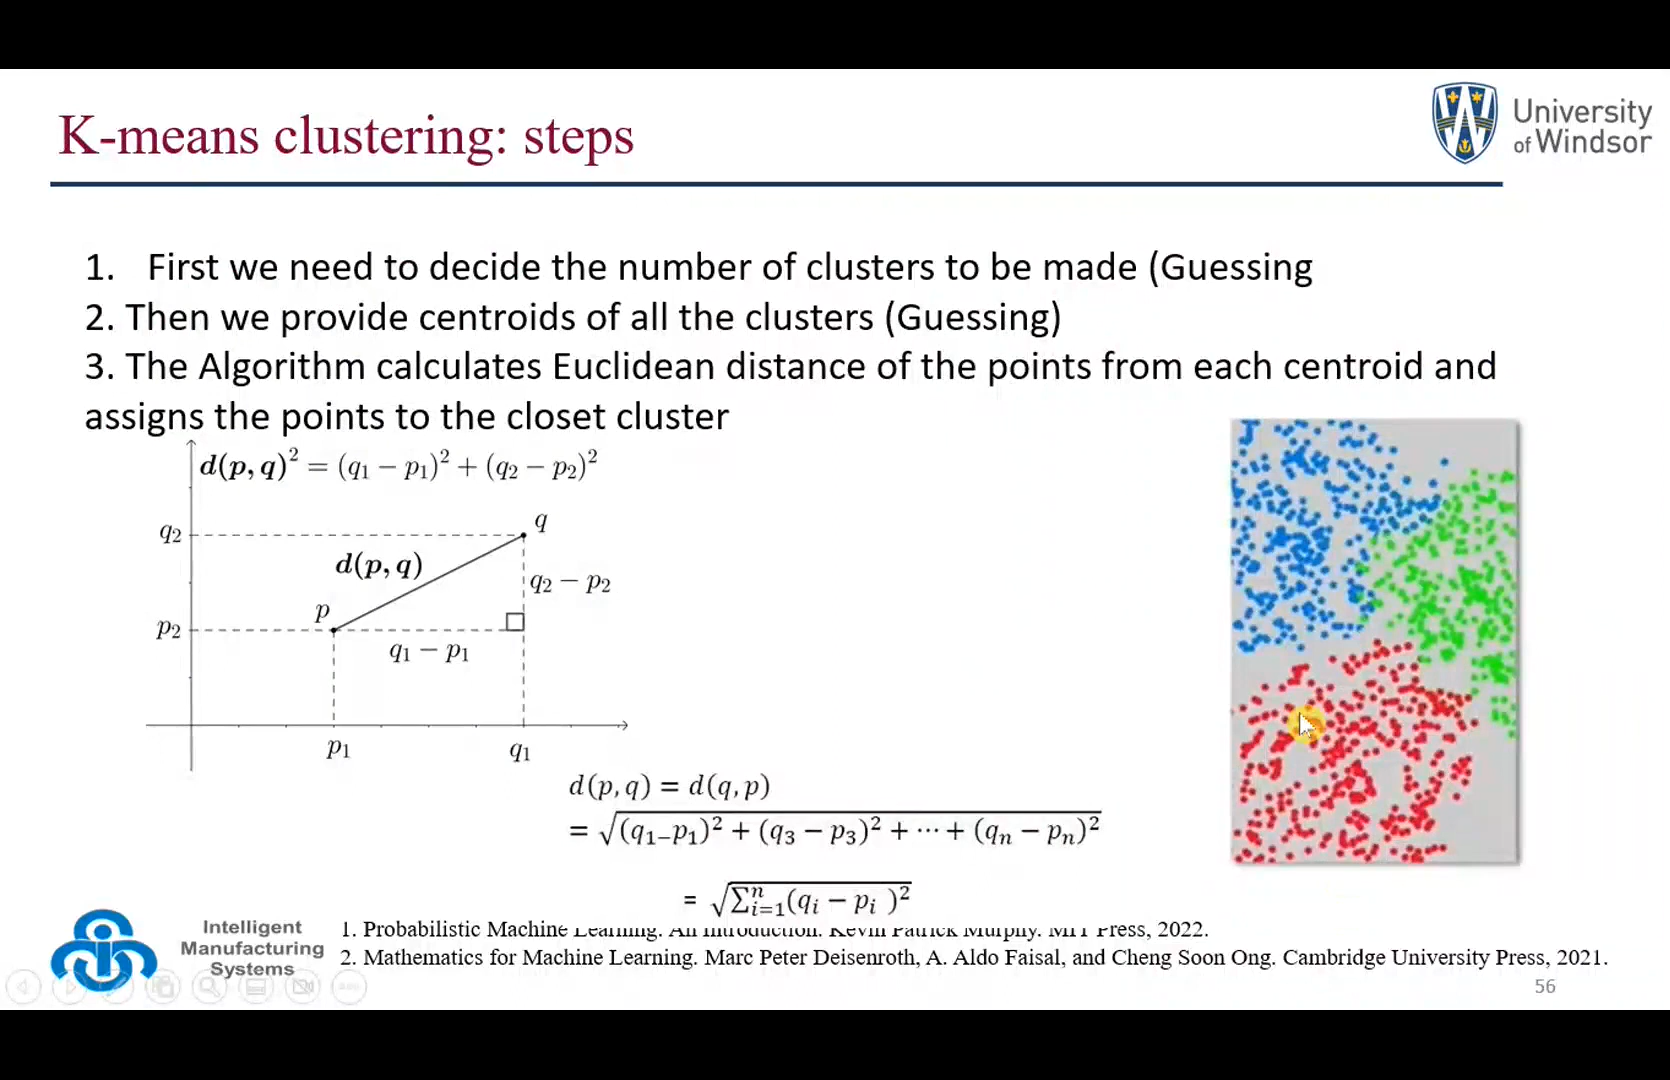 K-means clustering: steps
University
of Windsor
1. First we need to decide the number of clusters to be made (Guessing
2. Then we provide centroids of all the clusters (Guessing)
3. The Algorithm calculates Euclidean distance of the points from each centroid and
assigns the points to the closet cluster
d(p, q)² = (q₁ − p₁)² + (q₂ − p₂)²
q₂
q
d(p, q)
q₂ − p₂
p
p₂
q₁ − p₁
p₁
q₁
d(p, q) = d(q, p)
= √(q₁₋p₁)² + (q₃ − p₃)² + ⋯ + (qₙ − pₙ)²
= √∑ⁿᵢ₌₁(qᵢ − pᵢ )²
Intelligent
Manufacturing
Systems
1. Probabilistic Machine Learning: An Introduction. Kevin Patrick Murphy. MIT Press, 2022.
2. Mathematics for Machine Learning. Marc Peter Deisenroth, A. Aldo Faisal, and Cheng Soon Ong. Cambridge University Press, 2021.
56